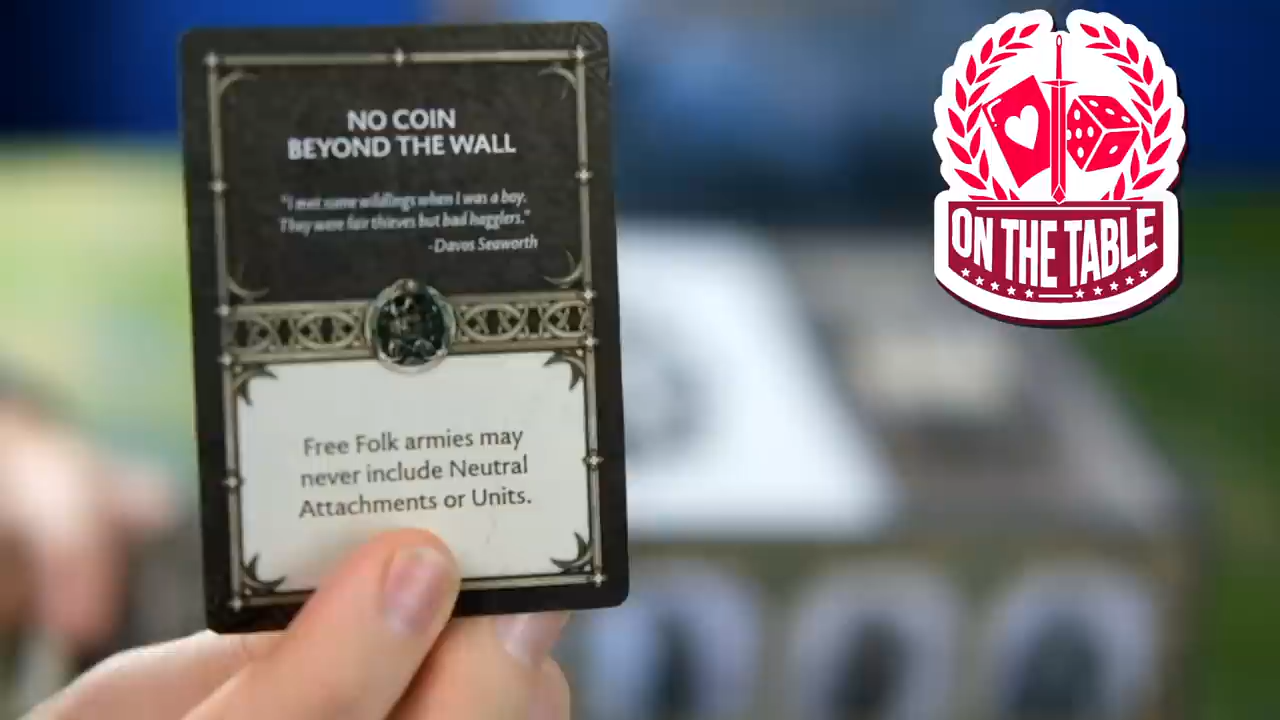 NO COIN
BEYOND THE WALL
"I met some wildlings when I was a boy.
They were fair thieves but bad hagglers."
-Davos Seaworth
Free Folk armies may
never include Neutral
Attachments or Units.
ON THE TABLE